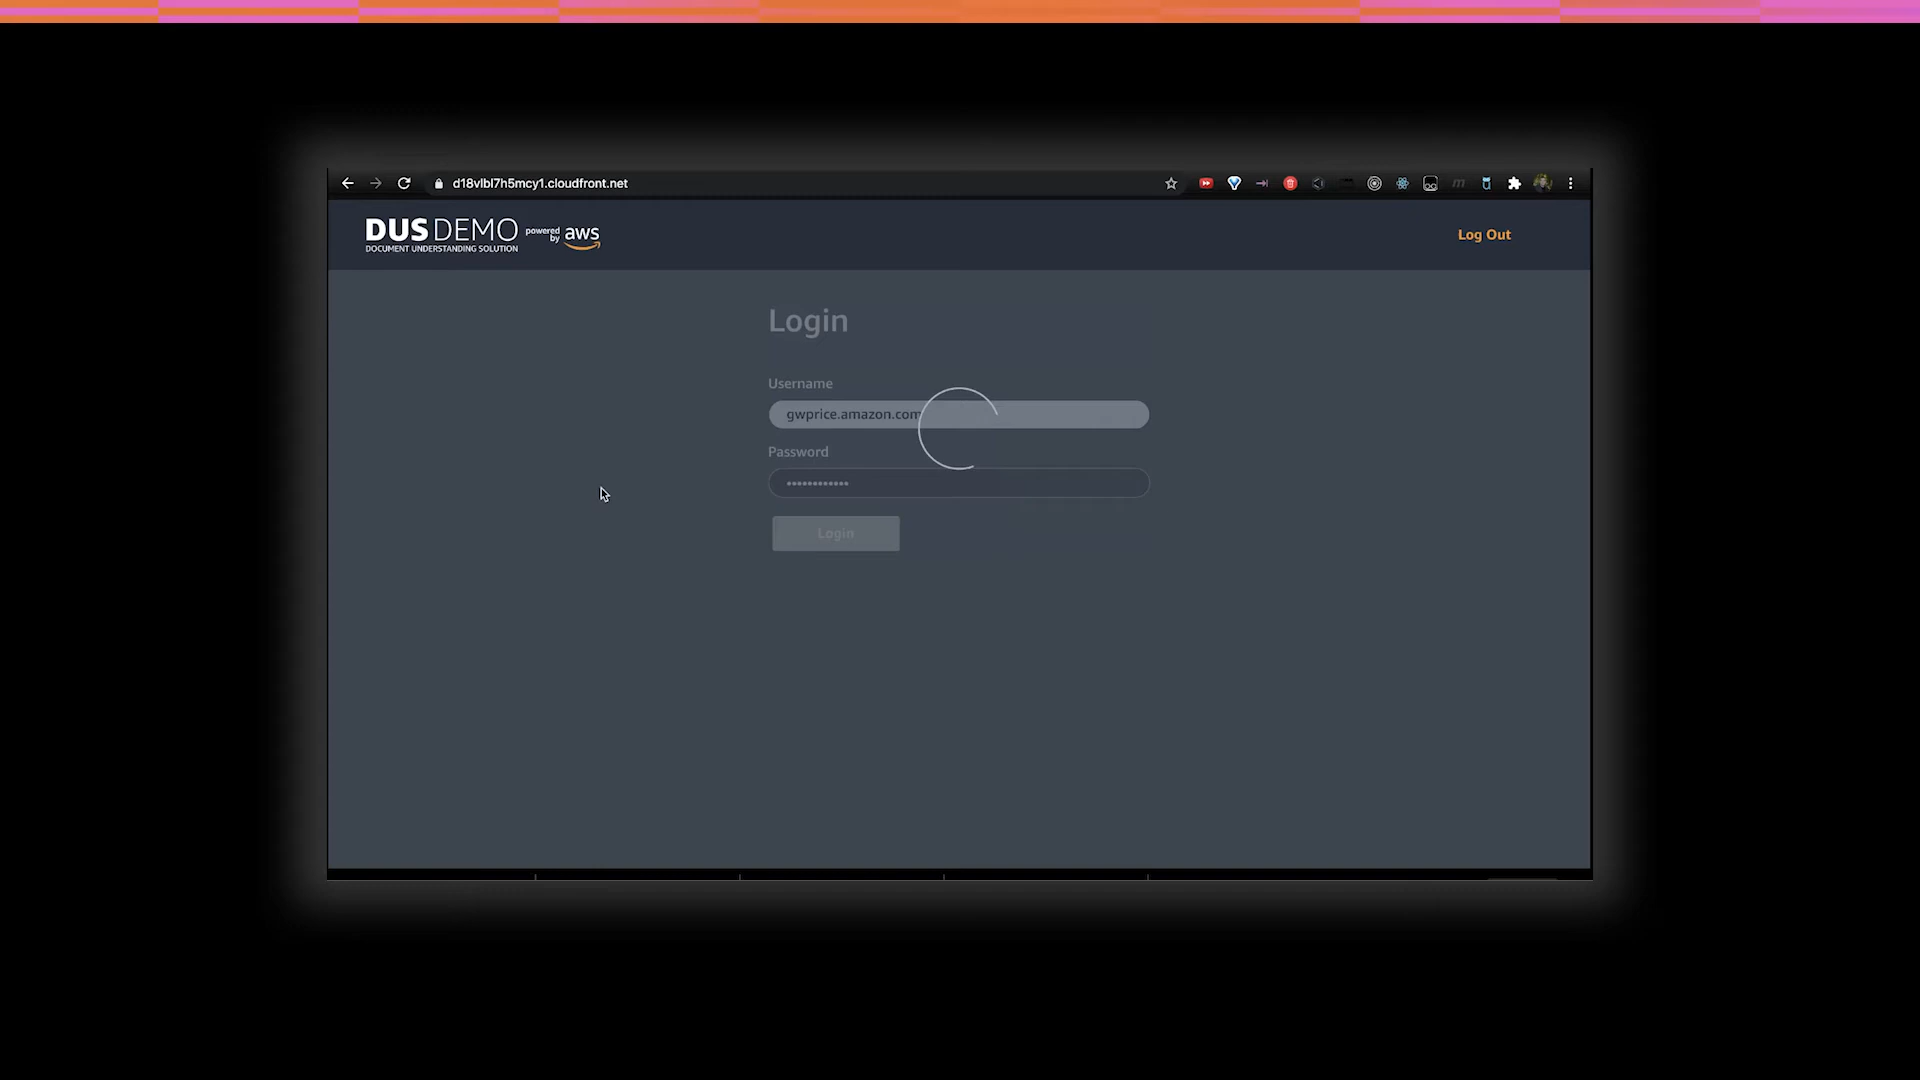 d18vlbl7h5mcy1.cloudfront.net
DUS DEMO powered by aws
DOCUMENT UNDERSTANDING SOLUTION
Log Out
Login
Username
gwprice.amazon.com
Password
Login